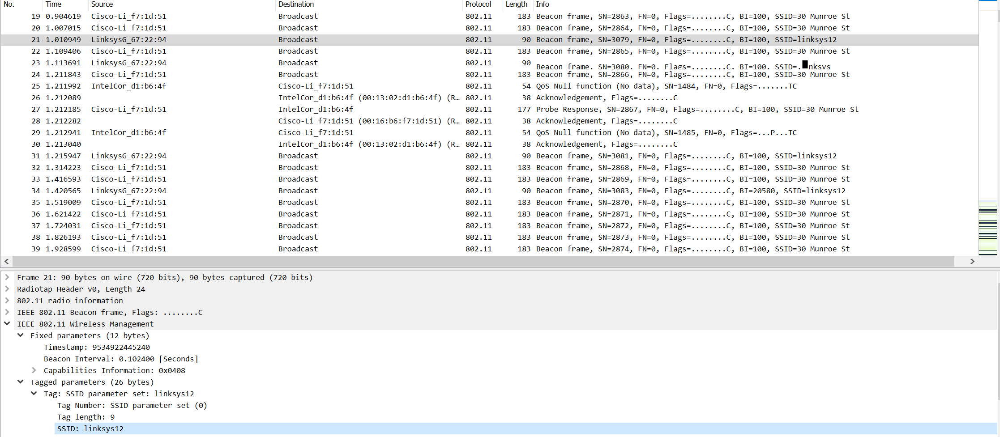 No. Time Source Destination Protocol Length Info
19 0.904619 Cisco-Li_f7:1d:51 Broadcast 802.11 183 Beacon frame, SN=2863, FN=0, Flags=........C, BI=100, SSID=30 Munroe St
20 1.007015 Cisco-Li_f7:1d:51 Broadcast 802.11 183 Beacon frame, SN=2864, FN=0, Flags=........C, BI=100, SSID=30 Munroe St
21 1.010949 LinksysG_67:22:94 Broadcast 802.11 90 Beacon frame, SN=3079, FN=0, Flags=........C, BI=100, SSID=linksys12
22 1.109406 Cisco-Li_f7:1d:51 Broadcast 802.11 183 Beacon frame, SN=2865, FN=0, Flags=........C, BI=100, SSID=30 Munroe St
23 1.113691 LinksysG_67:22:94 Broadcast 802.11 90 Beacon frame, SN=3080, FN=0, Flags=........C, BI=100, SSID=.█nksys
24 1.211843 Cisco-Li_f7:1d:51 Broadcast 802.11 183 Beacon frame, SN=2866, FN=0, Flags=........C, BI=100, SSID=30 Munroe St
25 1.211992 IntelCor_d1:b6:4f Cisco-Li_f7:1d:51 802.11 54 QoS Null function (No data), SN=1484, FN=0, Flags=.......TC
26 1.212089 IntelCor_d1:b6:4f (00:13:02:d1:b6:4f) (R… 802.11 38 Acknowledgement, Flags=........C
27 1.212185 Cisco-Li_f7:1d:51 IntelCor_d1:b6:4f 802.11 177 Probe Response, SN=2867, FN=0, Flags=........C, BI=100, SSID=30 Munroe St
28 1.212282 Cisco-Li_f7:1d:51 (00:16:b6:f7:1d:51) (R… 802.11 38 Acknowledgement, Flags=........C
29 1.212941 IntelCor_d1:b6:4f Cisco-Li_f7:1d:51 802.11 54 QoS Null function (No data), SN=1485, FN=0, Flags=...P...TC
30 1.213040 IntelCor_d1:b6:4f (00:13:02:d1:b6:4f) (R… 802.11 38 Acknowledgement, Flags=........C
31 1.215947 LinksysG_67:22:94 Broadcast 802.11 90 Beacon frame, SN=3081, FN=0, Flags=........C, BI=100, SSID=linksys12
32 1.314223 Cisco-Li_f7:1d:51 Broadcast 802.11 183 Beacon frame, SN=2868, FN=0, Flags=........C, BI=100, SSID=30 Munroe St
33 1.416593 Cisco-Li_f7:1d:51 Broadcast 802.11 183 Beacon frame, SN=2869, FN=0, Flags=........C, BI=100, SSID=30 Munroe St
34 1.420565 LinksysG_67:22:94 Broadcast 802.11 90 Beacon frame, SN=3083, FN=0, Flags=........C, BI=20580, SSID=linksys12
35 1.519009 Cisco-Li_f7:1d:51 Broadcast 802.11 183 Beacon frame, SN=2870, FN=0, Flags=........C, BI=100, SSID=30 Munroe St
36 1.621422 Cisco-Li_f7:1d:51 Broadcast 802.11 183 Beacon frame, SN=2871, FN=0, Flags=........C, BI=100, SSID=30 Munroe St
37 1.724031 Cisco-Li_f7:1d:51 Broadcast 802.11 183 Beacon frame, SN=2872, FN=0, Flags=........C, BI=100, SSID=30 Munroe St
38 1.826193 Cisco-Li_f7:1d:51 Broadcast 802.11 183 Beacon frame, SN=2873, FN=0, Flags=........C, BI=100, SSID=30 Munroe St
39 1.928599 Cisco-Li_f7:1d:51 Broadcast 802.11 183 Beacon frame, SN=2874, FN=0, Flags=........C, BI=100, SSID=30 Munroe St
Frame 21: 90 bytes on wire (720 bits), 90 bytes captured (720 bits)
Radiotap Header v0, Length 24
802.11 radio information
IEEE 802.11 Beacon frame, Flags: ........C
IEEE 802.11 Wireless Management
Fixed parameters (12 bytes)
Timestamp: 9534922445240
Beacon Interval: 0.102400 [Seconds]
Capabilities Information: 0x0408
Tagged parameters (26 bytes)
Tag: SSID parameter set: linksys12
Tag Number: SSID parameter set (0)
Tag length: 9
SSID: linksys12